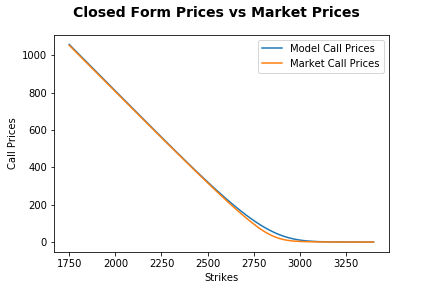 Closed Form Prices vs Market Prices
Model Call Prices
Market Call Prices
1000
800
600
400
200
0
Call Prices
1750
2000
2250
2500
2750
3000
3250
Strikes